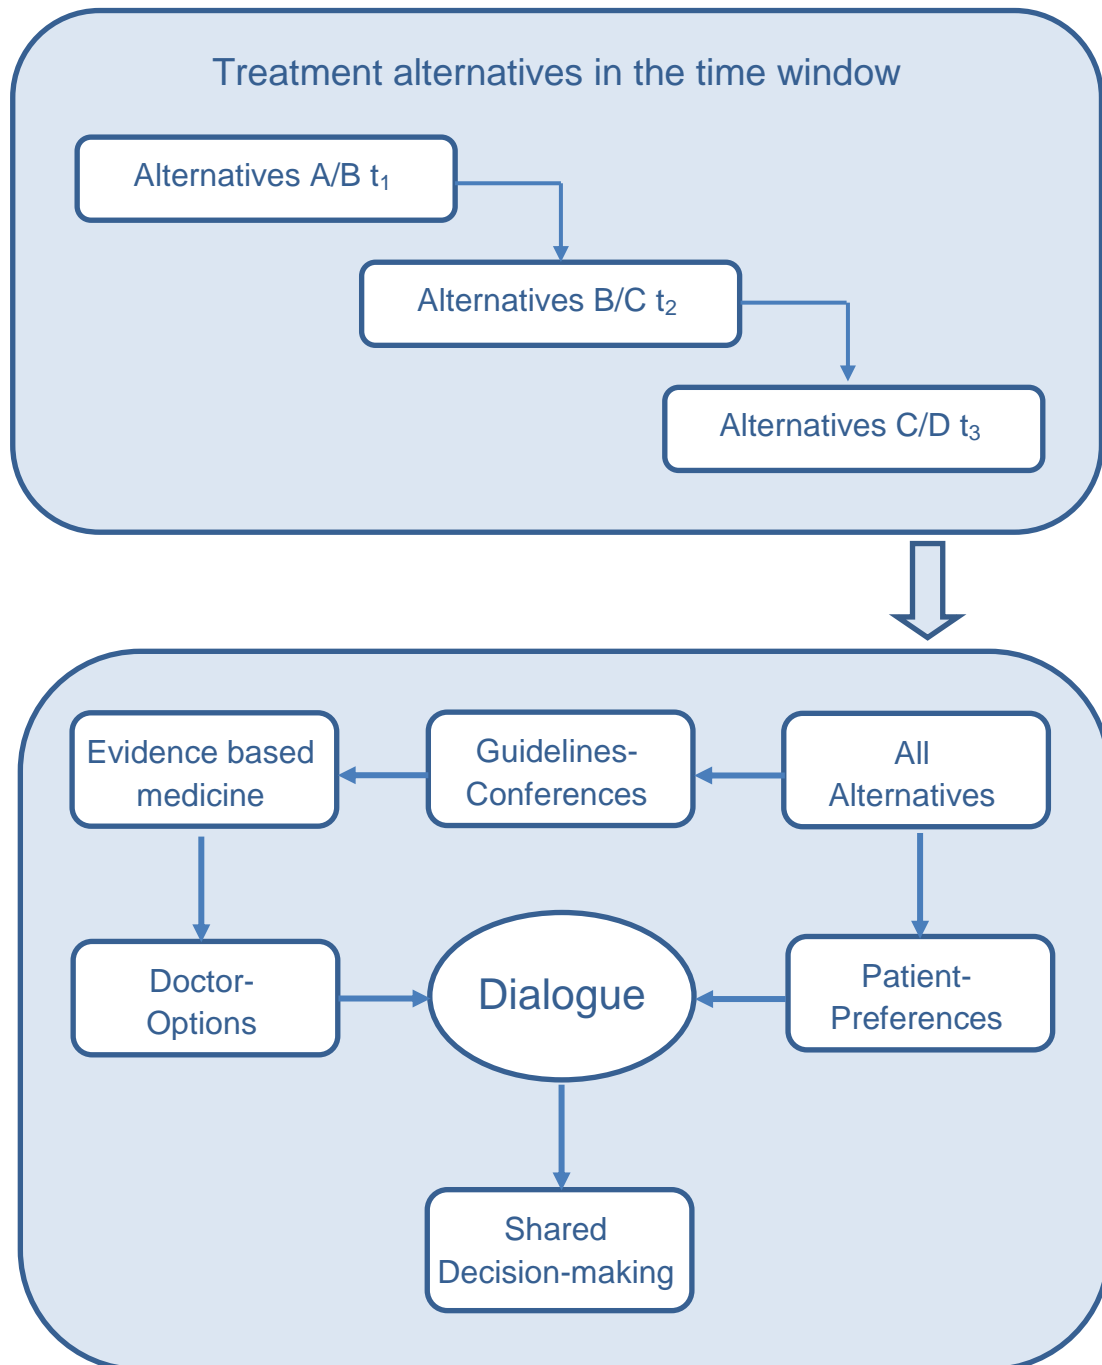 Treatment alternatives in the time window
Alternatives A/B t₁
Alternatives B/C t₂
Alternatives C/D t₃
Evidence based
medicine
Guidelines-
Conferences
All
Alternatives
Doctor-
Options
Dialogue
Patient-
Preferences
Shared
Decision-making